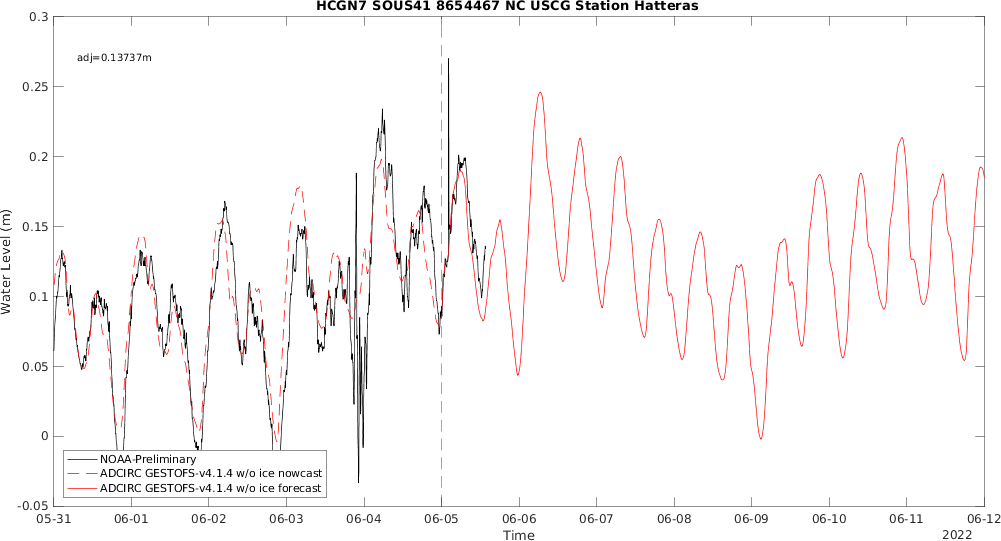 HCGN7 SOUS41 8654467 NC USCG Station Hatteras
adj=0.13737m
Water Level (m)
0.3
0.25
0.2
0.15
0.1
0.05
0
-0.05
NOAA-Preliminary
ADCIRC GESTOFS-v4.1.4 w/o ice nowcast
ADCIRC GESTOFS-v4.1.4 w/o ice forecast
05-31 06-01 06-02 06-03 06-04 06-05 06-06 06-07 06-08 06-09 06-10 06-11 06-12
Time
2022